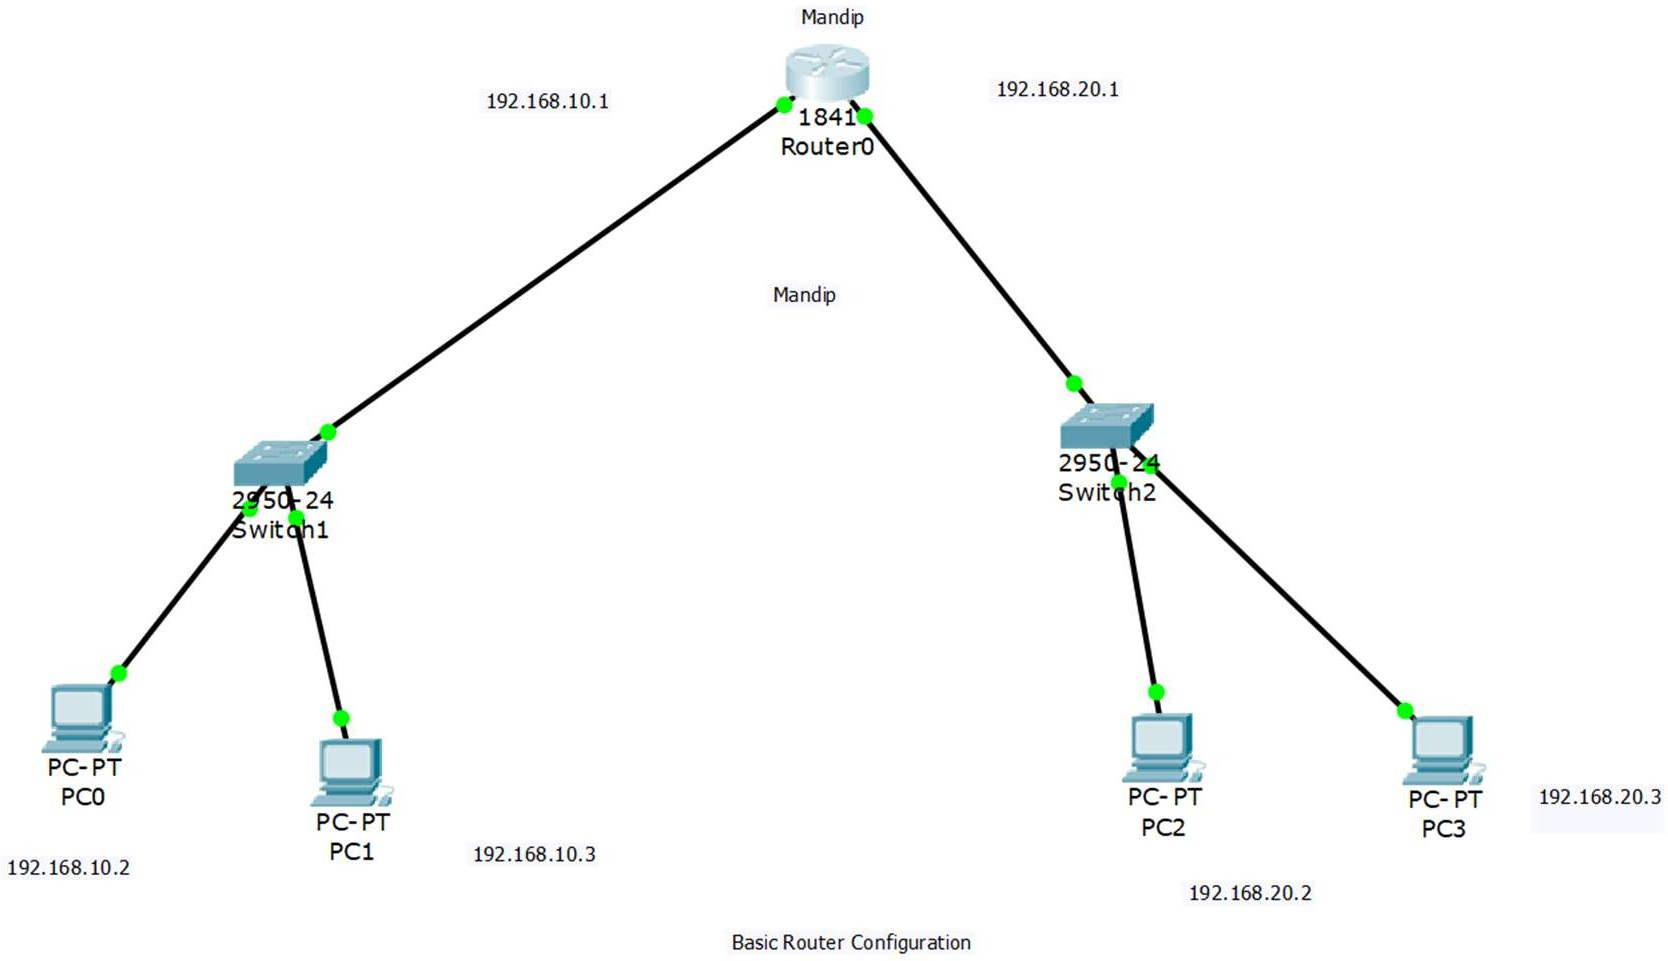 Mandip
192.168.10.1
192.168.20.1
1841
Router0
Mandip
2950-24
Switch1
2950-24
Switch2
PC-PT
PC0
PC-PT
PC1
PC-PT
PC2
PC-PT
PC3
192.168.10.2
192.168.10.3
192.168.20.2
192.168.20.3
Basic Router Configuration